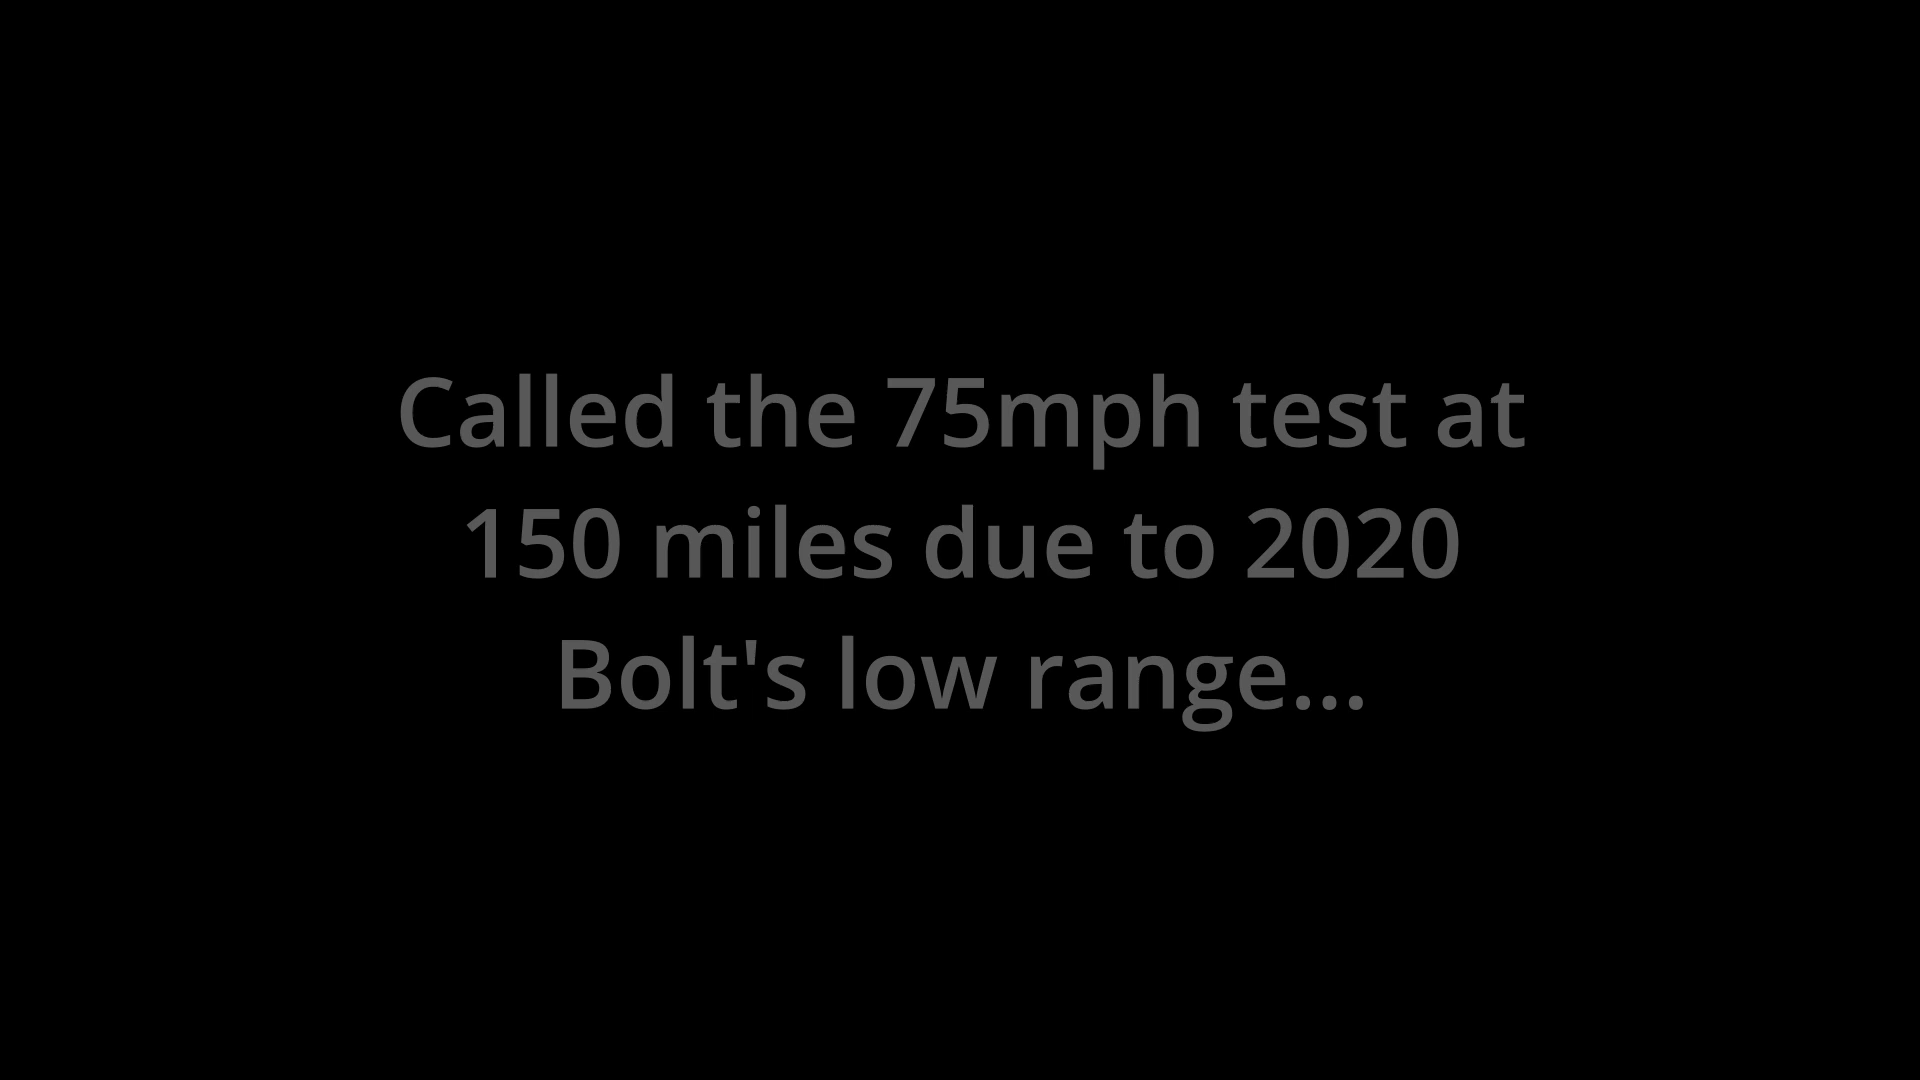 Called the 75mph test at
150 miles due to 2020
Bolt's low range...